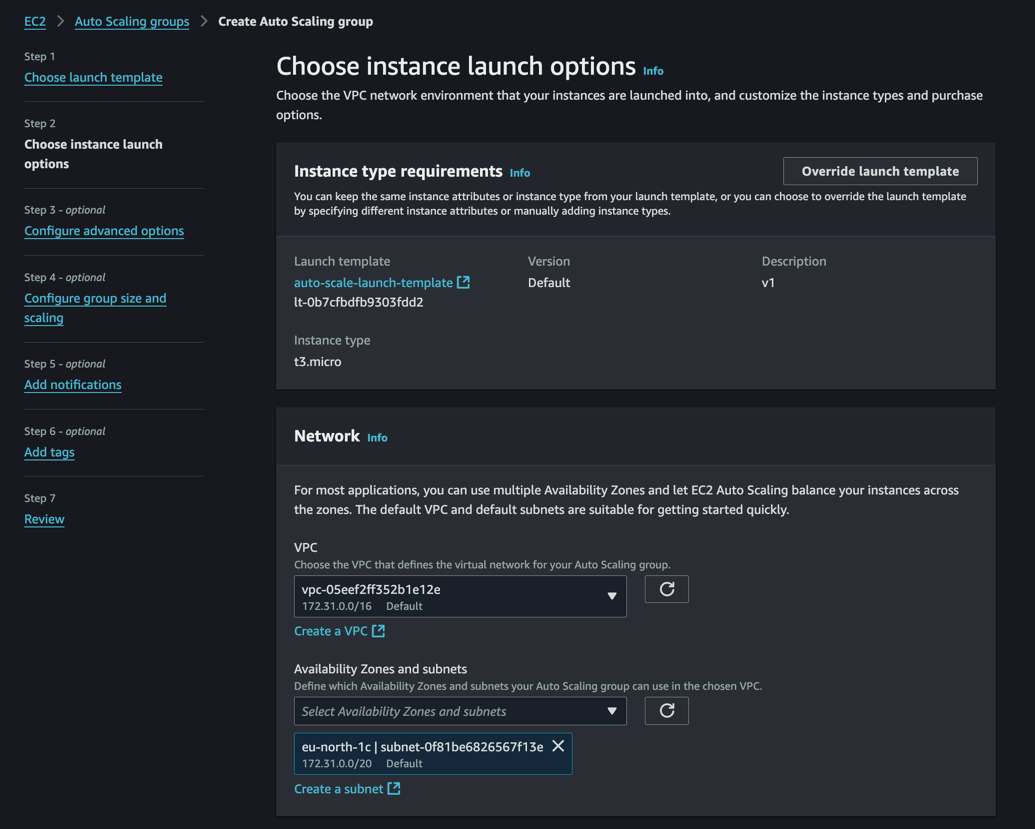 EC2 > Auto Scaling groups > Create Auto Scaling group
Step 1
Choose launch template
Step 2
Choose instance launch
options
Step 3 - optional
Configure advanced options
Step 4 - optional
Configure group size and
scaling
Step 5 - optional
Add notifications
Step 6 - optional
Add tags
Step 7
Review
Choose instance launch options Info
Choose the VPC network environment that your instances are launched into, and customize the instance types and purchase
options.
Instance type requirements Info
Override launch template
You can keep the same instance attributes or instance type from your launch template, or you can choose to override the launch template
by specifying different instance attributes or manually adding instance types.
Launch template
auto-scale-launch-template
lt-0b7cfbdfb9303fdd2
Version
Default
Description
v1
Instance type
t3.micro
Network Info
For most applications, you can use multiple Availability Zones and let EC2 Auto Scaling balance your instances across
the zones. The default VPC and default subnets are suitable for getting started quickly.
VPC
Choose the VPC that defines the virtual network for your Auto Scaling group.
vpc-05eef2ff352b1e12e
172.31.0.0/16 Default
Create a VPC
Availability Zones and subnets
Define which Availability Zones and subnets your Auto Scaling group can use in the chosen VPC.
Select Availability Zones and subnets
eu-north-1c | subnet-0f81be6826567f13e
172.31.0.0/20 Default
Create a subnet